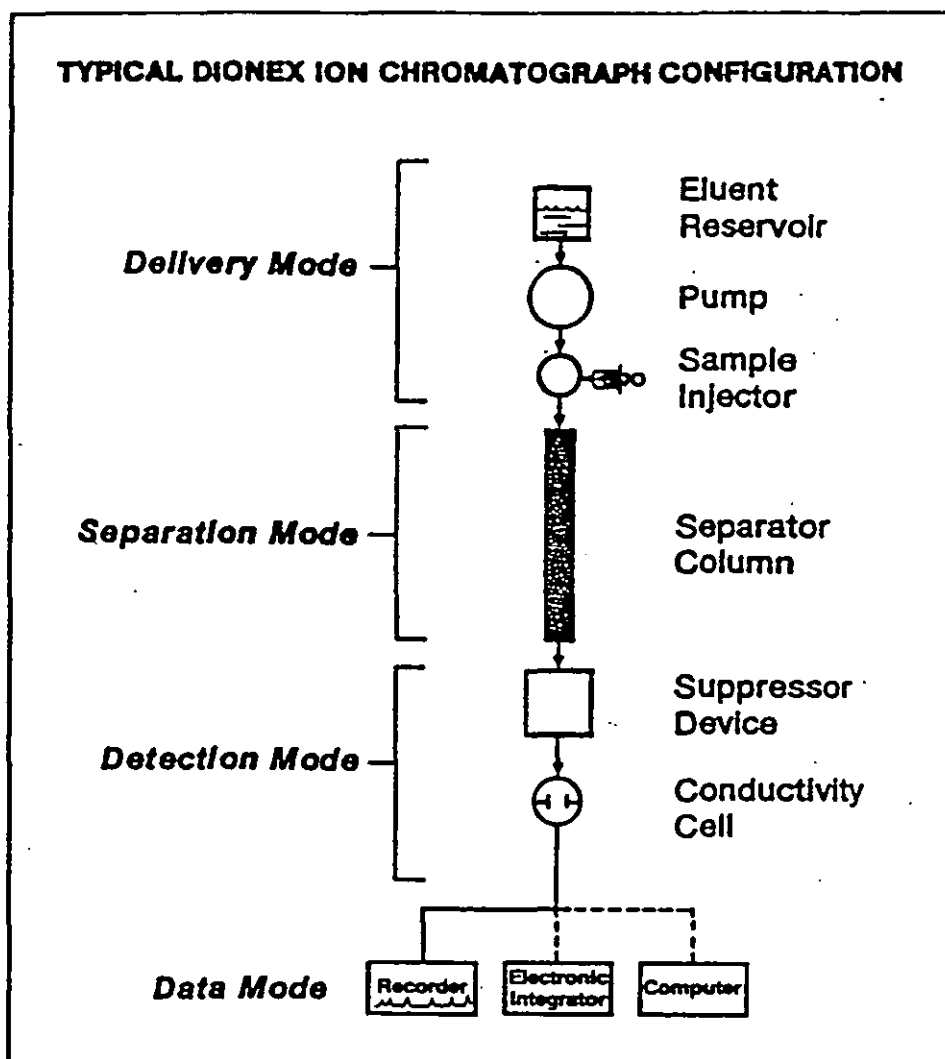 TYPICAL DIONEX ION CHROMATOGRAPH CONFIGURATION
Delivery Mode
Eluent
Reservoir
Pump
Sample
Injector
Separation Mode
Separator
Column
Detection Mode
Suppressor
Device
Conductivity
Cell
Data Mode
Recorder
Electronic
Integrator
Computer